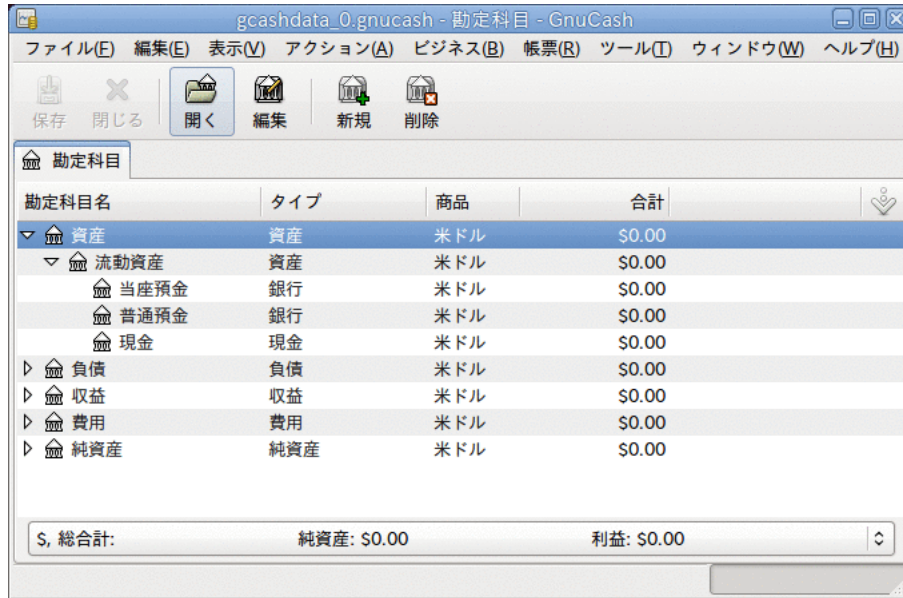 gcashdata_0.gnucash - 勘定科目 - GnuCash
ファイル(F) 編集(E) 表示(V) アクション(A) ビジネス(B) 帳票(R) ツール(T) ウィンドウ(W) ヘルプ(H)
保存 閉じる 開く 編集 新規 削除
勘定科目
勘定科目名 タイプ 商品 合計
資産 資産 米ドル $0.00
流動資産 資産 米ドル $0.00
当座預金 銀行 米ドル $0.00
普通預金 銀行 米ドル $0.00
現金 現金 米ドル $0.00
負債 負債 米ドル $0.00
収益 収益 米ドル $0.00
費用 費用 米ドル $0.00
純資産 純資産 米ドル $0.00
$, 総合計: 純資産: $0.00 利益: $0.00